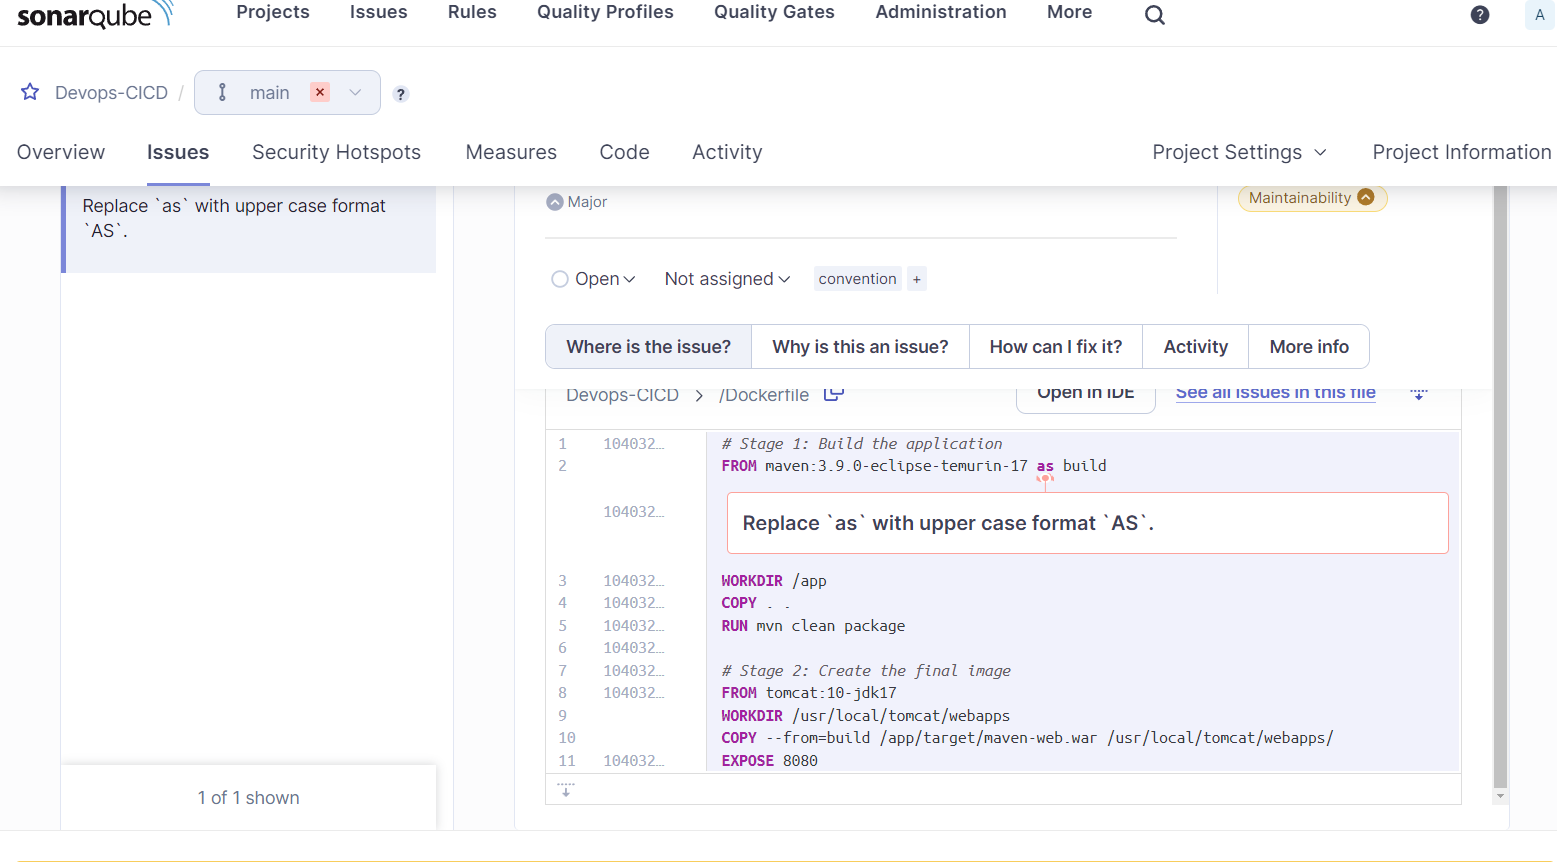 sonarqube
Projects Issues Rules Quality Profiles Quality Gates Administration More
? A
Devops-CICD / main × ?
Overview Issues Security Hotspots Measures Code Activity Project Settings Project Information
Replace `as` with upper case format
`AS`.
1 of 1 shown
Major
Maintainability
Open Not assigned convention +
Where is the issue? Why is this an issue? How can I fix it? Activity More info
Devops-CICD > /Dockerfile Open in IDE See all issues in this file
1 104032... # Stage 1: Build the application
2 FROM maven:3.9.0-eclipse-temurin-17 as build
104032... Replace `as` with upper case format `AS`.
3 104032... WORKDIR /app
4 104032... COPY . .
5 104032... RUN mvn clean package
6 104032...
7 104032... # Stage 2: Create the final image
8 104032... FROM tomcat:10-jdk17
9 WORKDIR /usr/local/tomcat/webapps
10 COPY --from=build /app/target/maven-web.war /usr/local/tomcat/webapps/
11 104032... EXPOSE 8080